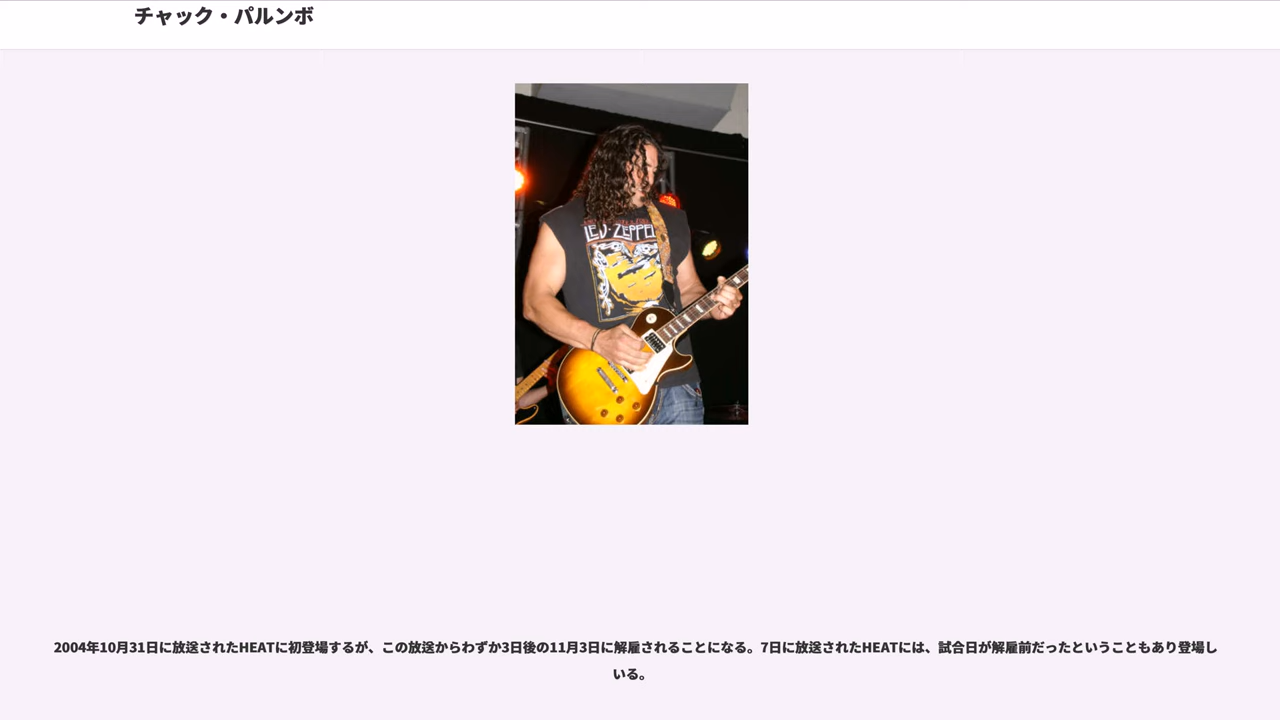 チャック・パルンボ
LED-ZEPPE
2004年10月31日に放送されたHEATに初登場するが、この放送からわずか3日後の11月3日に解雇されることになる。7日に放送されたHEATには、試合日が解雇前だったということもあり登場し
いる。